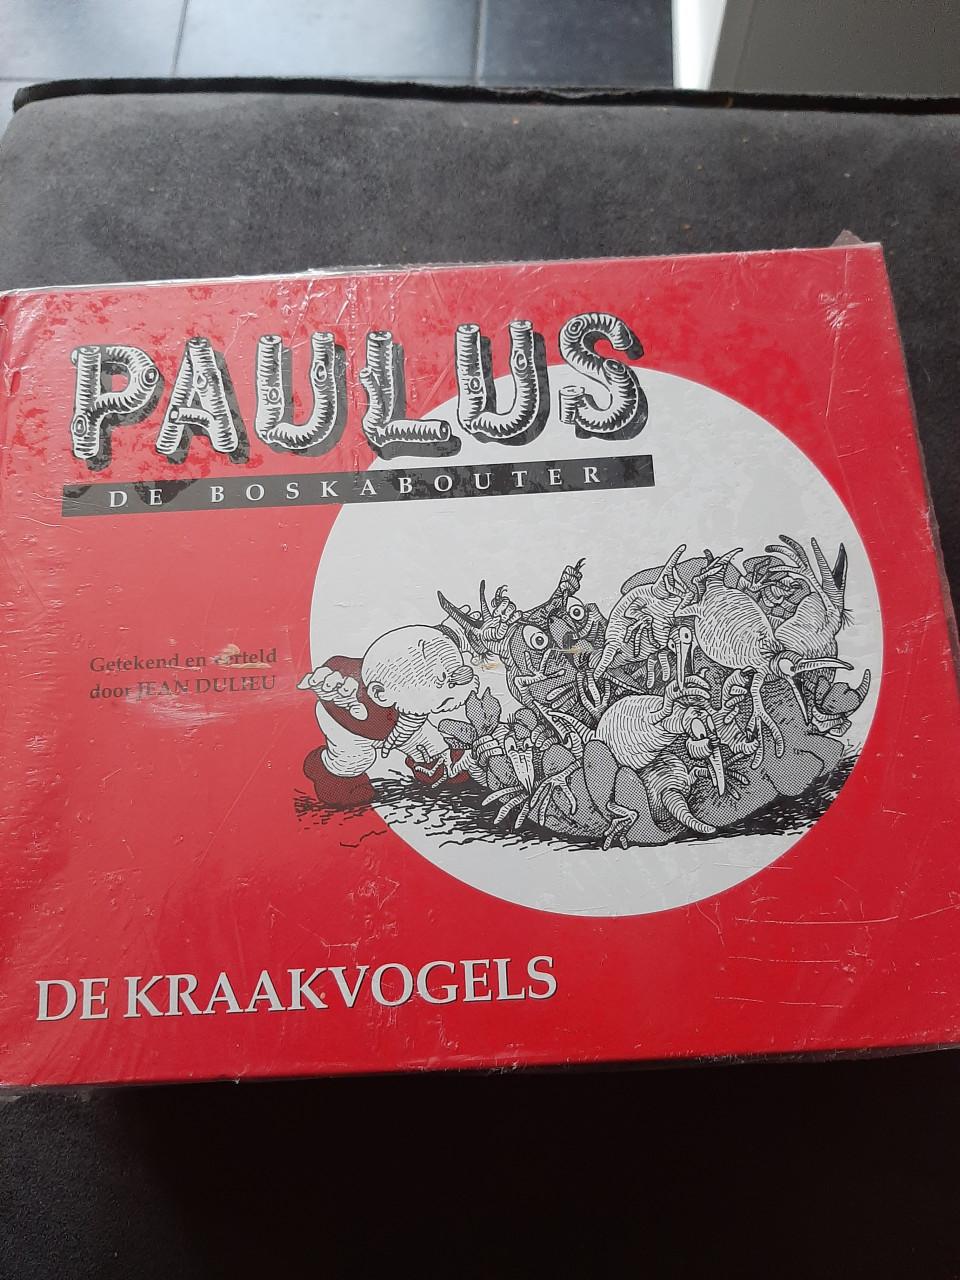 PAULUS
DE BOSKABOUTER
Getekend en verteld
door JEAN DULIEU
DE KRAAKVOGELS